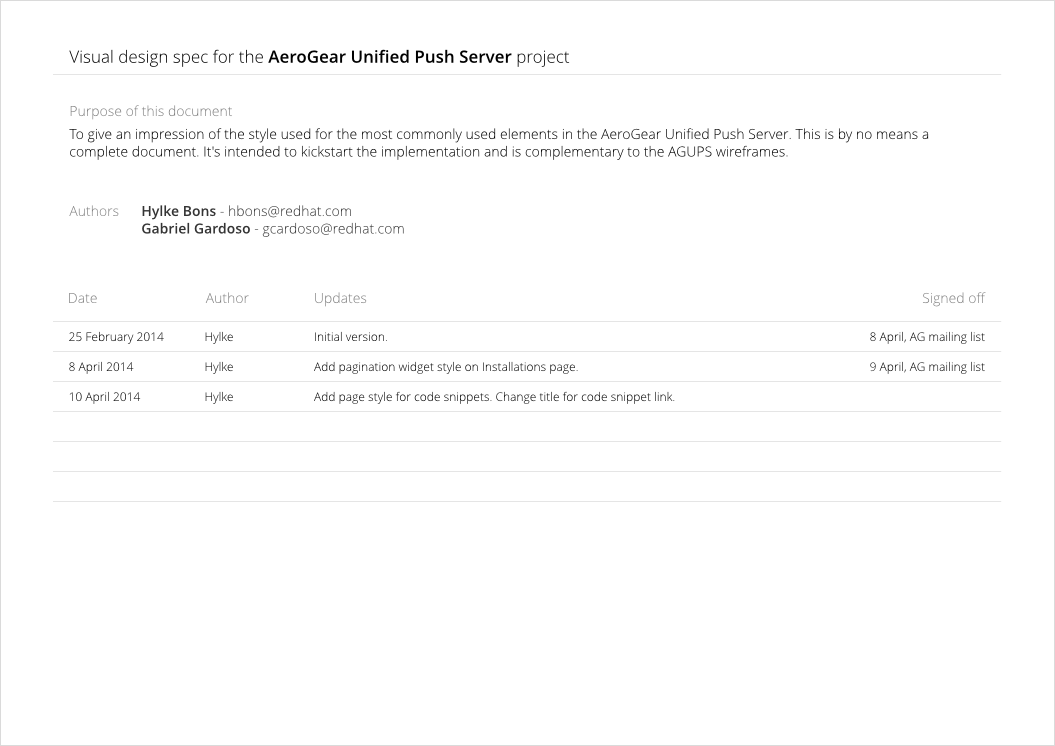 Visual design spec for the AeroGear Unified Push Server project
Purpose of this document
To give an impression of the style used for the most commonly used elements in the AeroGear Unified Push Server. This is by no means a
complete document. It's intended to kickstart the implementation and is complementary to the AGUPS wireframes.
Authors Hylke Bons - hbons@redhat.com
Gabriel Gardoso - gcardoso@redhat.com
Date Author Updates Signed off
25 February 2014 Hylke Initial version. 8 April, AG mailing list
8 April 2014 Hylke Add pagination widget style on Installations page. 9 April, AG mailing list
10 April 2014 Hylke Add page style for code snippets. Change title for code snippet link.